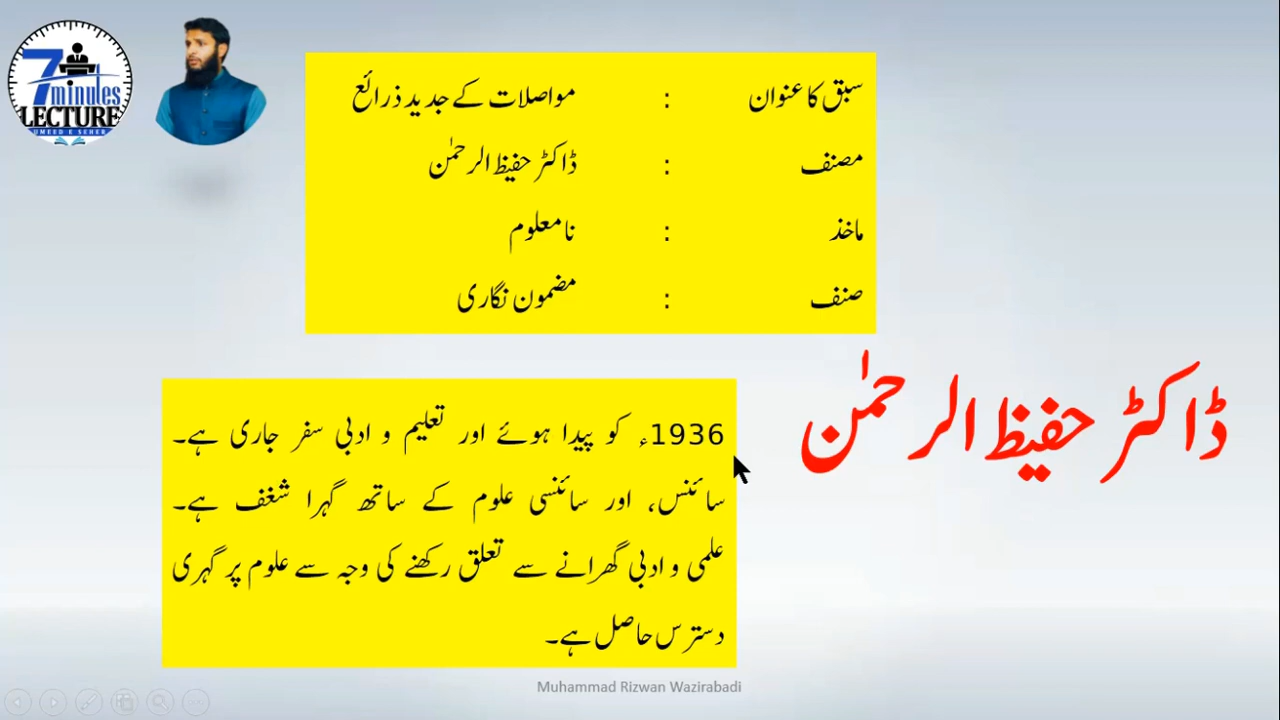 7
minutes
LECTURE
UMEED E SEHER
سبق کا عنوان : مواصلات کے جدید ذرائع
مصنف : ڈاکٹر حفیظ الرحمٰن
ماخذ : نامعلوم
صنف : مضمون نگاری
ڈاکٹر حفیظ الرحمٰن
1936ء کو پیدا ہوئے اور تعلیم و ادبی سفر جاری ہے۔
سائنس، اور سائنسی علوم کے ساتھ گہرا شغف ہے۔
علمی و ادبی گھرانے سے تعلق رکھنے کی وجہ سے علوم پر گہری
دسترس حاصل ہے۔
Muhammad Rizwan Wazirabadi